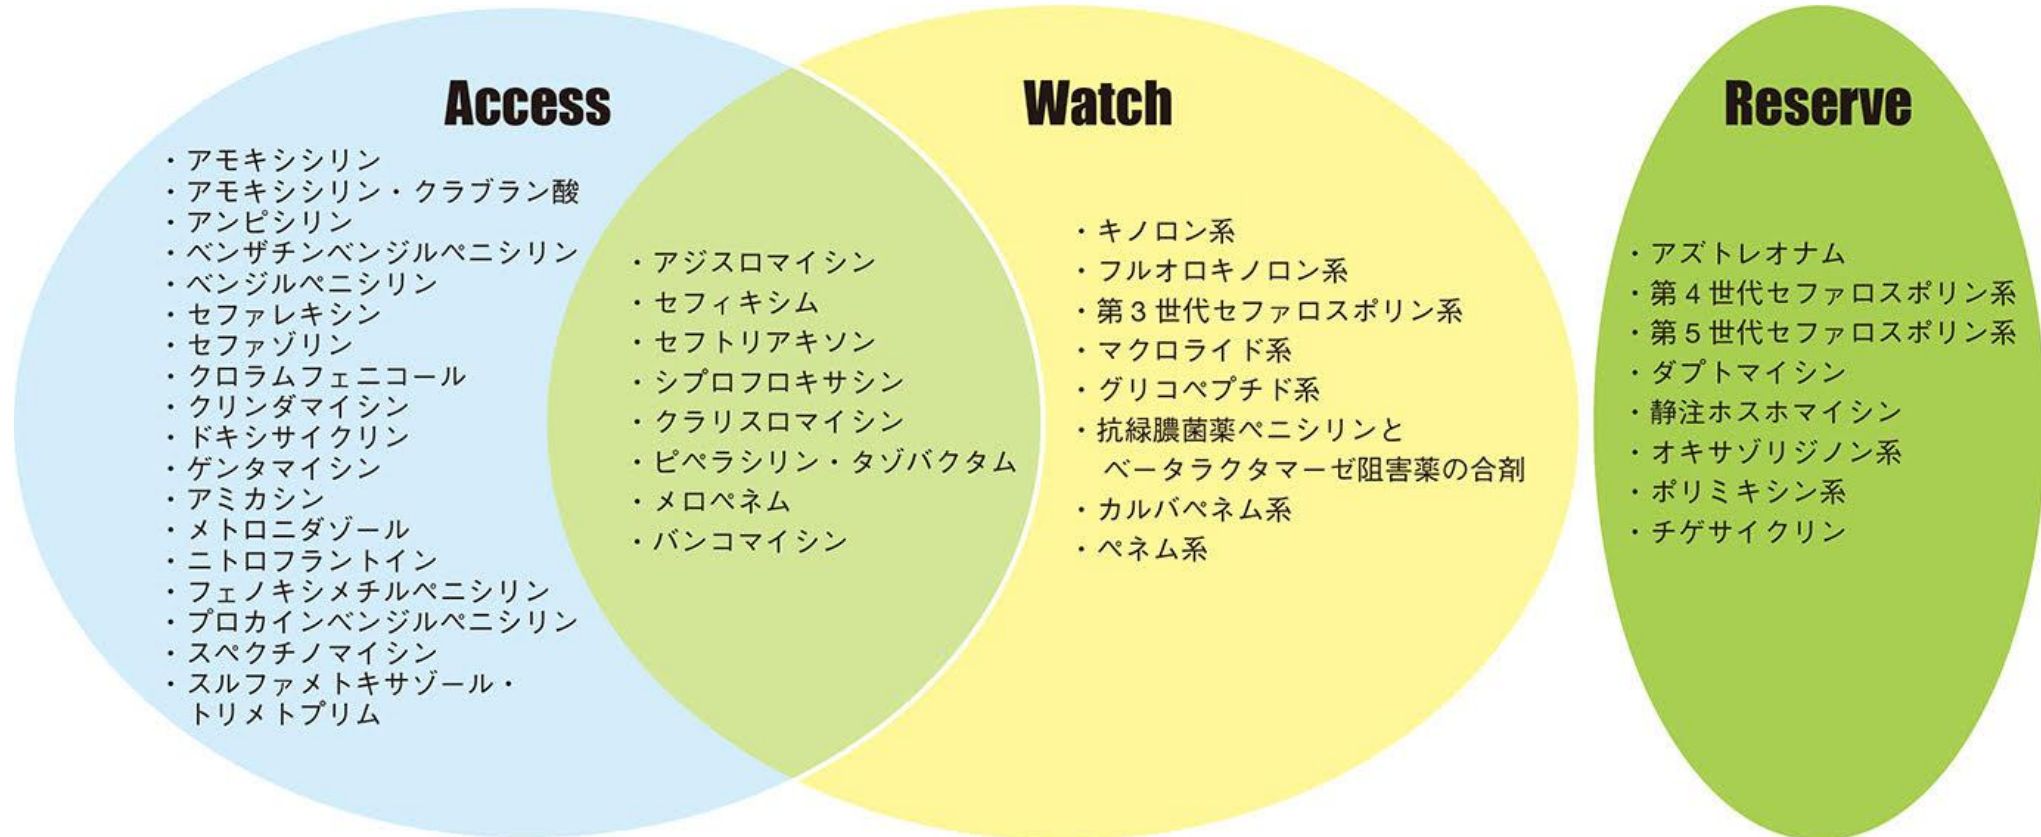 Access
・アモキシシリン
・アモキシシリン・クラブラン酸
・アンピシリン
・ベンザチンベンジルペニシリン
・ベンジルペニシリン
・セファレキシン
・セファゾリン
・クロラムフェニコール
・クリンダマイシン
・ドキシサイクリン
・ゲンタマイシン
・アミカシン
・メトロニダゾール
・ニトロフラントイン
・フェノキシメチルペニシリン
・プロカインベンジルペニシリン
・スペクチノマイシン
・スルファメトキサゾール・
トリメトプリム
・アジスロマイシン
・セフィキシム
・セフトリアキソン
・シプロフロキサシン
・クラリスロマイシン
・ピペラシリン・タゾバクタム
・メロペネム
・バンコマイシン
Watch
・キノロン系
・フルオロキノロン系
・第3世代セファロスポリン系
・マクロライド系
・グリコペプチド系
・抗緑膿菌薬ペニシリンと
ベータラクタマーゼ阻害薬の合剤
・カルバペネム系
・ペネム系
Reserve
・アズトレオナム
・第4世代セファロスポリン系
・第5世代セファロスポリン系
・ダプトマイシン
・静注ホスホマイシン
・オキサゾリジノン系
・ポリミキシン系
・チゲサイクリン